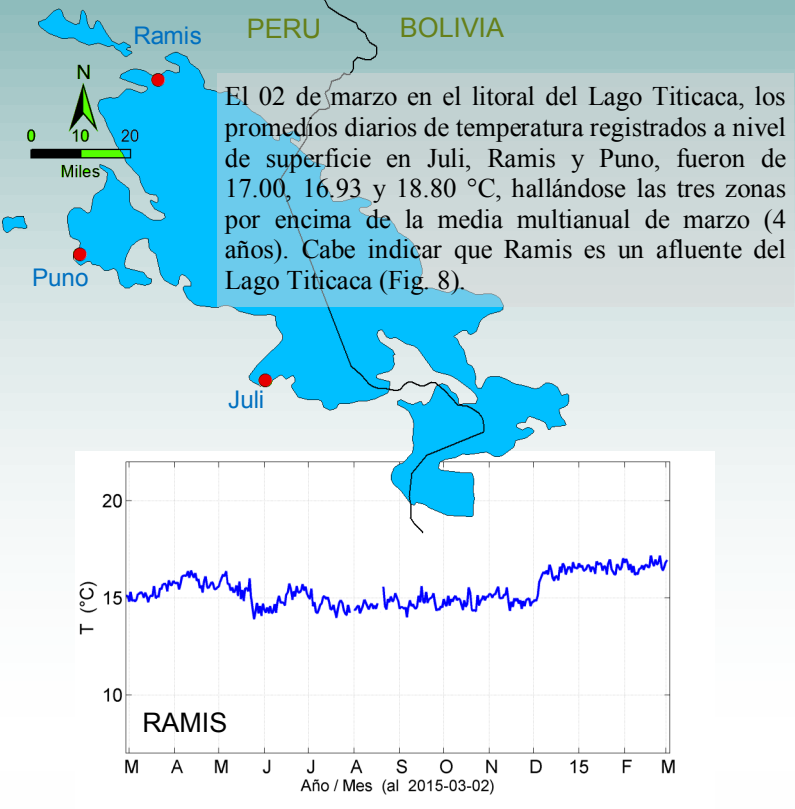 PERU BOLIVIA
Ramis
N
0 10 20
Miles
El 02 de marzo en el litoral del Lago Titicaca, los
promedios diarios de temperatura registrados a nivel
de superficie en Juli, Ramis y Puno, fueron de
17.00, 16.93 y 18.80 °C, hallándose las tres zonas
por encima de la media multianual de marzo (4
años). Cabe indicar que Ramis es un afluente del
Lago Titicaca (Fig. 8).
Puno
Juli
20
15
10
T (°C)
RAMIS
M A M J J A S O N D 15 F M
Año / Mes (al 2015-03-02)